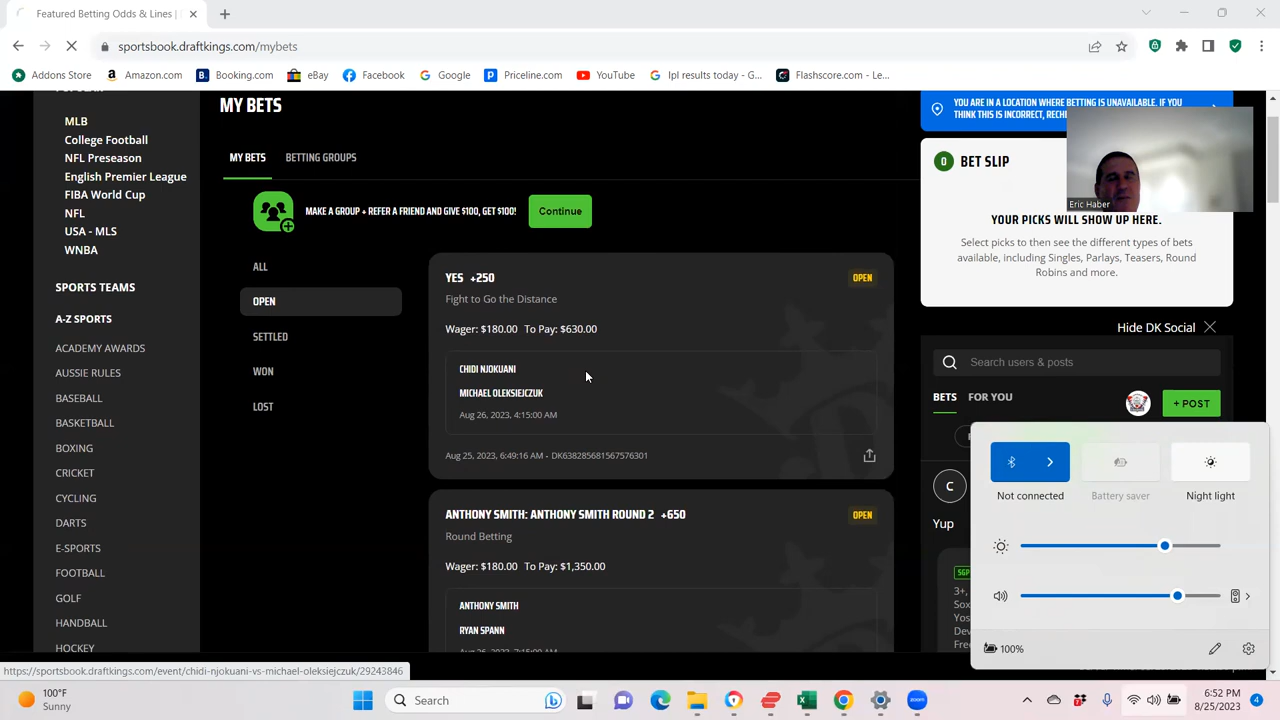 Featured Betting Odds & Lines |
sportsbook.draftkings.com/mybets
Addons Store
Amazon.com
Booking.com
eBay
Facebook
Google
Priceline.com
YouTube
Ipl results today - G...
Flashscore.com - Le...
MLB
College Football
NFL Preseason
English Premier League
FIBA World Cup
NFL
USA - MLS
WNBA
SPORTS TEAMS
A-Z SPORTS
ACADEMY AWARDS
AUSSIE RULES
BASEBALL
BASKETBALL
BOXING
CRICKET
CYCLING
DARTS
E-SPORTS
FOOTBALL
GOLF
HANDBALL
HOCKEY
MY BETS
MY BETS
BETTING GROUPS
MAKE A GROUP + REFER A FRIEND AND GIVE $100, GET $100!
Continue
ALL
OPEN
SETTLED
WON
LOST
YES +250
OPEN
Fight to Go the Distance
Wager: $180.00 To Pay: $630.00
CHIDI NJOKUANI
MICHAEL OLEKSIEJCZUK
Aug 26, 2023, 4:15:00 AM
Aug 25, 2023, 6:49:16 AM - DK638285681567576301
ANTHONY SMITH: ANTHONY SMITH ROUND 2 +650
OPEN
Round Betting
Wager: $180.00 To Pay: $1,350.00
ANTHONY SMITH
RYAN SPANN
YOU ARE IN A LOCATION WHERE BETTING IS UNAVAILABLE. IF YOU
THINK THIS IS INCORRECT,
Eric Haber
0 BET SLIP
YOUR PICKS WILL SHOW UP HERE.
Select picks to then see the different types of bets
available, including Singles, Parlays, Teasers, Round
Robins and more.
Hide DK Social
Search users & posts
BETS
FOR YOU
+ POST
C
Yup
SGP
3+,
Sox
Yos
Dev
Fre
Not connected
Battery saver
Night light
100%
https://sportsbook.draftkings.com/event/chidi-njokuani-vs-michael-oleksiejczuk/29243846
100°F
Sunny
Search
6:52 PM
8/25/2023
4